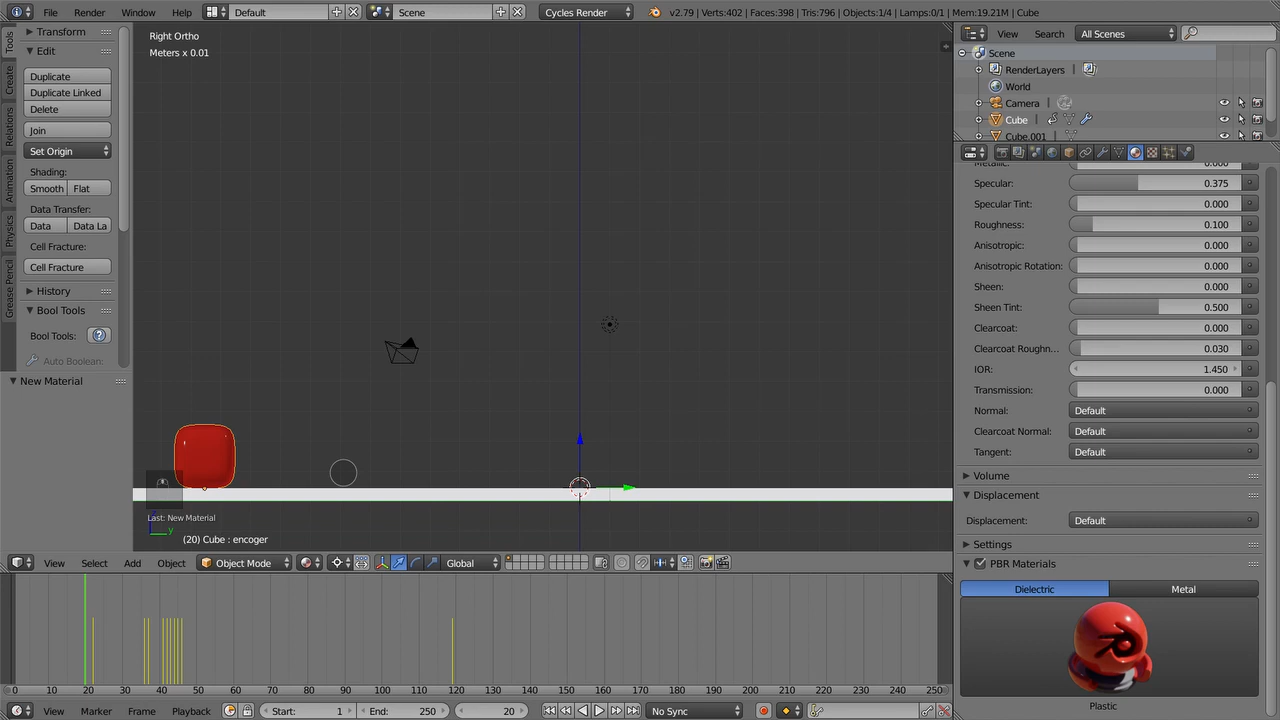 File Render Window Help Default Scene Cycles Render v2.79 | Verts:402 | Faces:398 | Tris:796 | Objects:1/4 | Lamps:0/1 | Mem:19.21M | Cube
Tools
Create
Relations
Animation
Physics
Grease Pencil
Transform
Edit
Duplicate
Duplicate Linked
Delete
Join
Set Origin
Shading:
Smooth Flat
Data Transfer:
Data Data La
Cell Fracture:
Cell Fracture
History
Bool Tools
Bool Tools:
Auto Boolean:
New Material
Right Ortho
Meters x 0.01
Last: New Material
y
(20) Cube : encoger
View Select Add Object Object Mode Global
0 10 20 30 40 50 60 70 80 90 100 110 120 130 140 150 160 170 180 190 200 210 220 230 240 250
View Marker Frame Playback Start: 1 End: 250 20 No Sync
View Search All Scenes
Scene
RenderLayers
World
Camera
Cube
Cube.001
Metallic: 0.000
Specular: 0.375
Specular Tint: 0.000
Roughness: 0.100
Anisotropic: 0.000
Anisotropic Rotation: 0.000
Sheen: 0.000
Sheen Tint: 0.500
Clearcoat: 0.000
Clearcoat Roughn... 0.030
IOR: 1.450
Transmission: 0.000
Normal: Default
Clearcoat Normal: Default
Tangent: Default
Volume
Displacement
Displacement: Default
Settings
PBR Materials
Dielectric Metal
Plastic